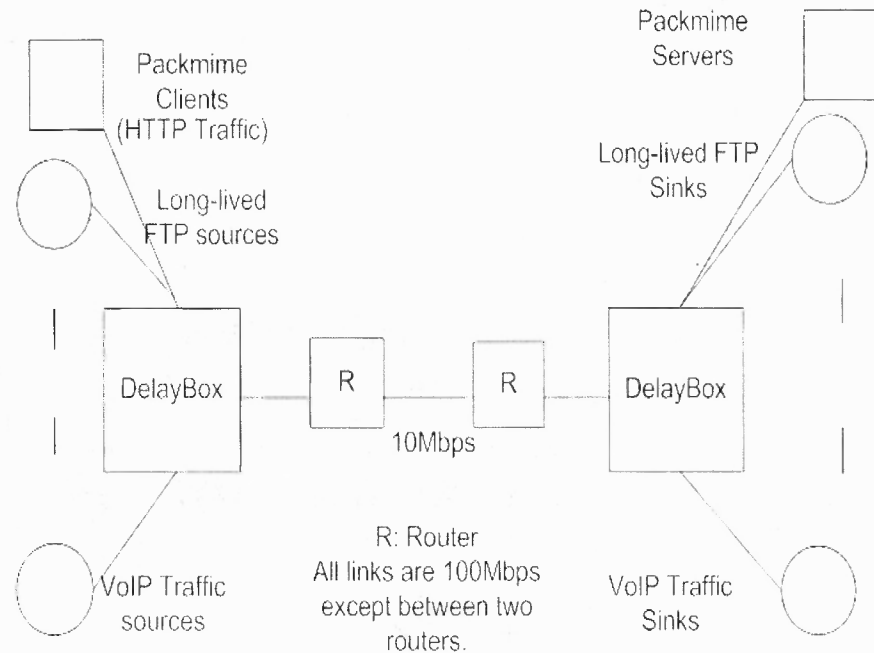 Packmime
Clients
(HTTP Traffic)
Long-lived
FTP sources
Packmime
Servers
Long-lived FTP
Sinks
DelayBox
R
R
DelayBox
10Mbps
VoIP Traffic
sources
R: Router
All links are 100Mbps
except between two
routers.
VoIP Traffic
Sinks